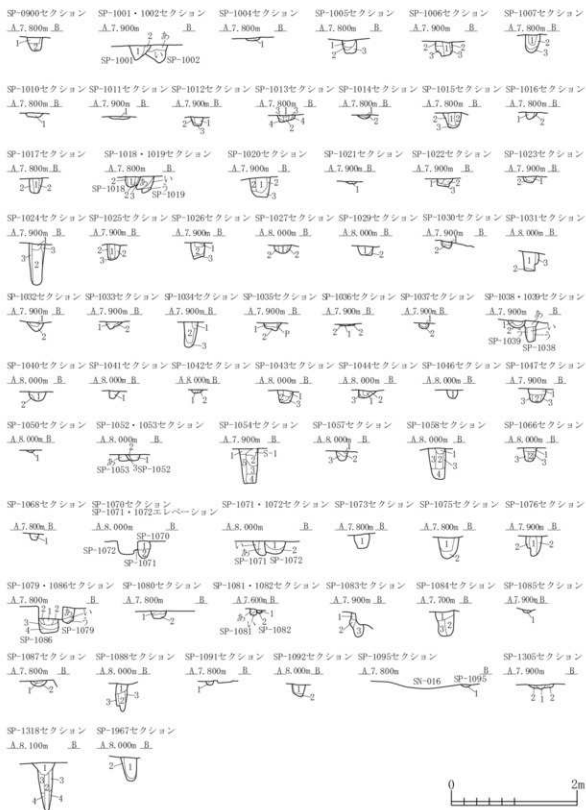 SP-0900セクション SP-1001・1002セクション SP-1004セクション SP-1005セクション SP-1006セクション SP-1007セクション
A 7.800m B A 7.900m B A 7.800m B A 7.800m B A 7.900m B A 7.800m B
SP-1001 SP-1002
SP-1010セクション SP-1011セクション SP-1012セクション SP-1013セクション SP-1014セクション SP-1015セクション SP-1016セクション
A 7.800m B A 7.900m B A 7.900m B A 7.800m B A 7.800m B A 7.800m B A 7.800m B
SP-1017セクション SP-1018・1019セクション SP-1020セクション SP-1021セクション SP-1022セクション SP-1023セクション
A 7.800m B A 7.800m B A 7.900m B A 7.900m B A 7.900m B A 7.900m B
SP-1018 SP-1019
SP-1024セクション SP-1025セクション SP-1026セクション SP-1027セクション SP-1029セクション SP-1030セクション SP-1031セクション
A 7.900m B A 7.900m B A 7.900m B A 8.000m B A 8.000m B A 7.900m B A 8.000m B
SP-1032セクション SP-1033セクション SP-1034セクション SP-1035セクション SP-1036セクション SP-1037セクション SP-1038・1039セクション
A 7.900m B A 7.900m B A 7.900m B A 7.900m B A 7.900m B A 7.900m B A 7.900m B
SP-1039 SP-1038
SP-1040セクション SP-1041セクション SP-1042セクション SP-1043セクション SP-1044セクション SP-1046セクション SP-1047セクション
A 8.000m B A 8.000m B A 8.000m B A 8.000m B A 8.000m B A 8.000m B A 7.900m B
SP-1050セクション SP-1052・1053セクション SP-1054セクション SP-1057セクション SP-1058セクション SP-1066セクション
A 8.000m B A 8.000m B A 7.900m B A 8.000m B A 8.000m B A 8.000m B
SP-1053 SP-1052 S-1
SP-1068セクション SP-1070セクション
SP-1071・1072エレベーション SP-1071・1072セクション SP-1073セクション SP-1075セクション SP-1076セクション
A 7.800m B A 8.000m B A 8.000m B A 7.800m B A 7.800m B A 7.900m B
SP-1070
SP-1072 SP-1071 SP-1071 SP-1072
SP-1079・1086セクション SP-1080セクション SP-1081・1082セクション SP-1083セクション SP-1084セクション SP-1085セクション
A 7.800m B A 7.800m B A 7.600m B A 7.900m B A 7.700m B A 7.900m B
SP-1079 SP-1081 SP-1082
SP-1086
SP-1087セクション SP-1088セクション SP-1091セクション SP-1092セクション SP-1095セクション SP-1305セクション
A 7.800m B A 8.000m B A 7.800m B A 8.000m B A 7.800m B A 7.900m B
SN-016 SP-1095
SP-1318セクション SP-1967セクション
A 8.100m B A 8.000m B
0 2m